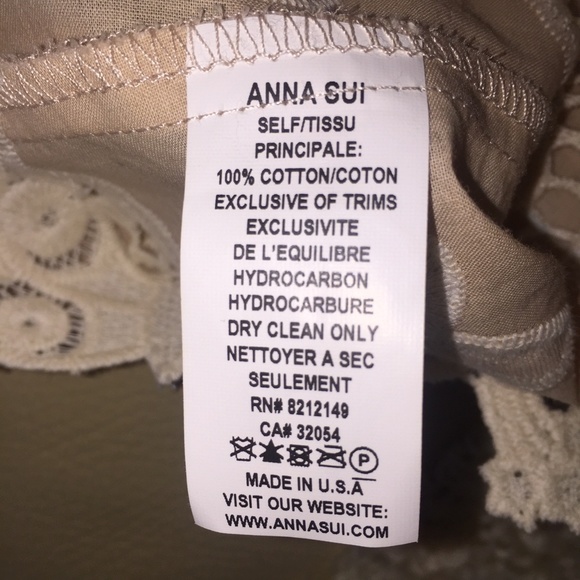 ANNA SUI
SELF/TISSU
PRINCIPALE:
100% COTTON/COTON
EXCLUSIVE OF TRIMS
EXCLUSIVITE
DE L'EQUILIBRE
HYDROCARBON
HYDROCARBURE
DRY CLEAN ONLY
NETTOYER A SEC
SEULEMENT
RN# 8212149
CA# 32054
P
MADE IN U.S.A
VISIT OUR WEBSITE:
WWW.ANNASUI.COM